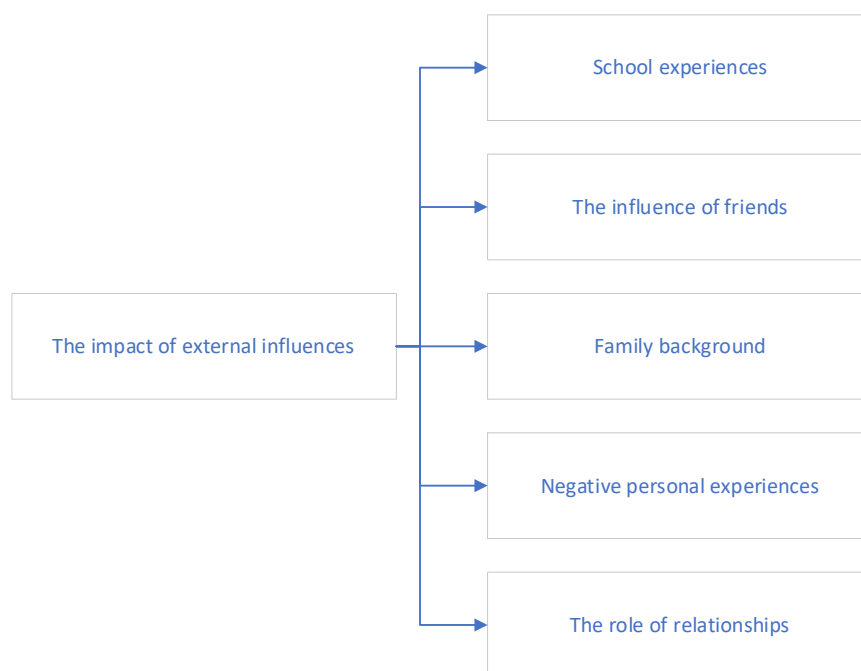 School experiences
The influence of friends
The impact of external influences
Family background
Negative personal experiences
The role of relationships